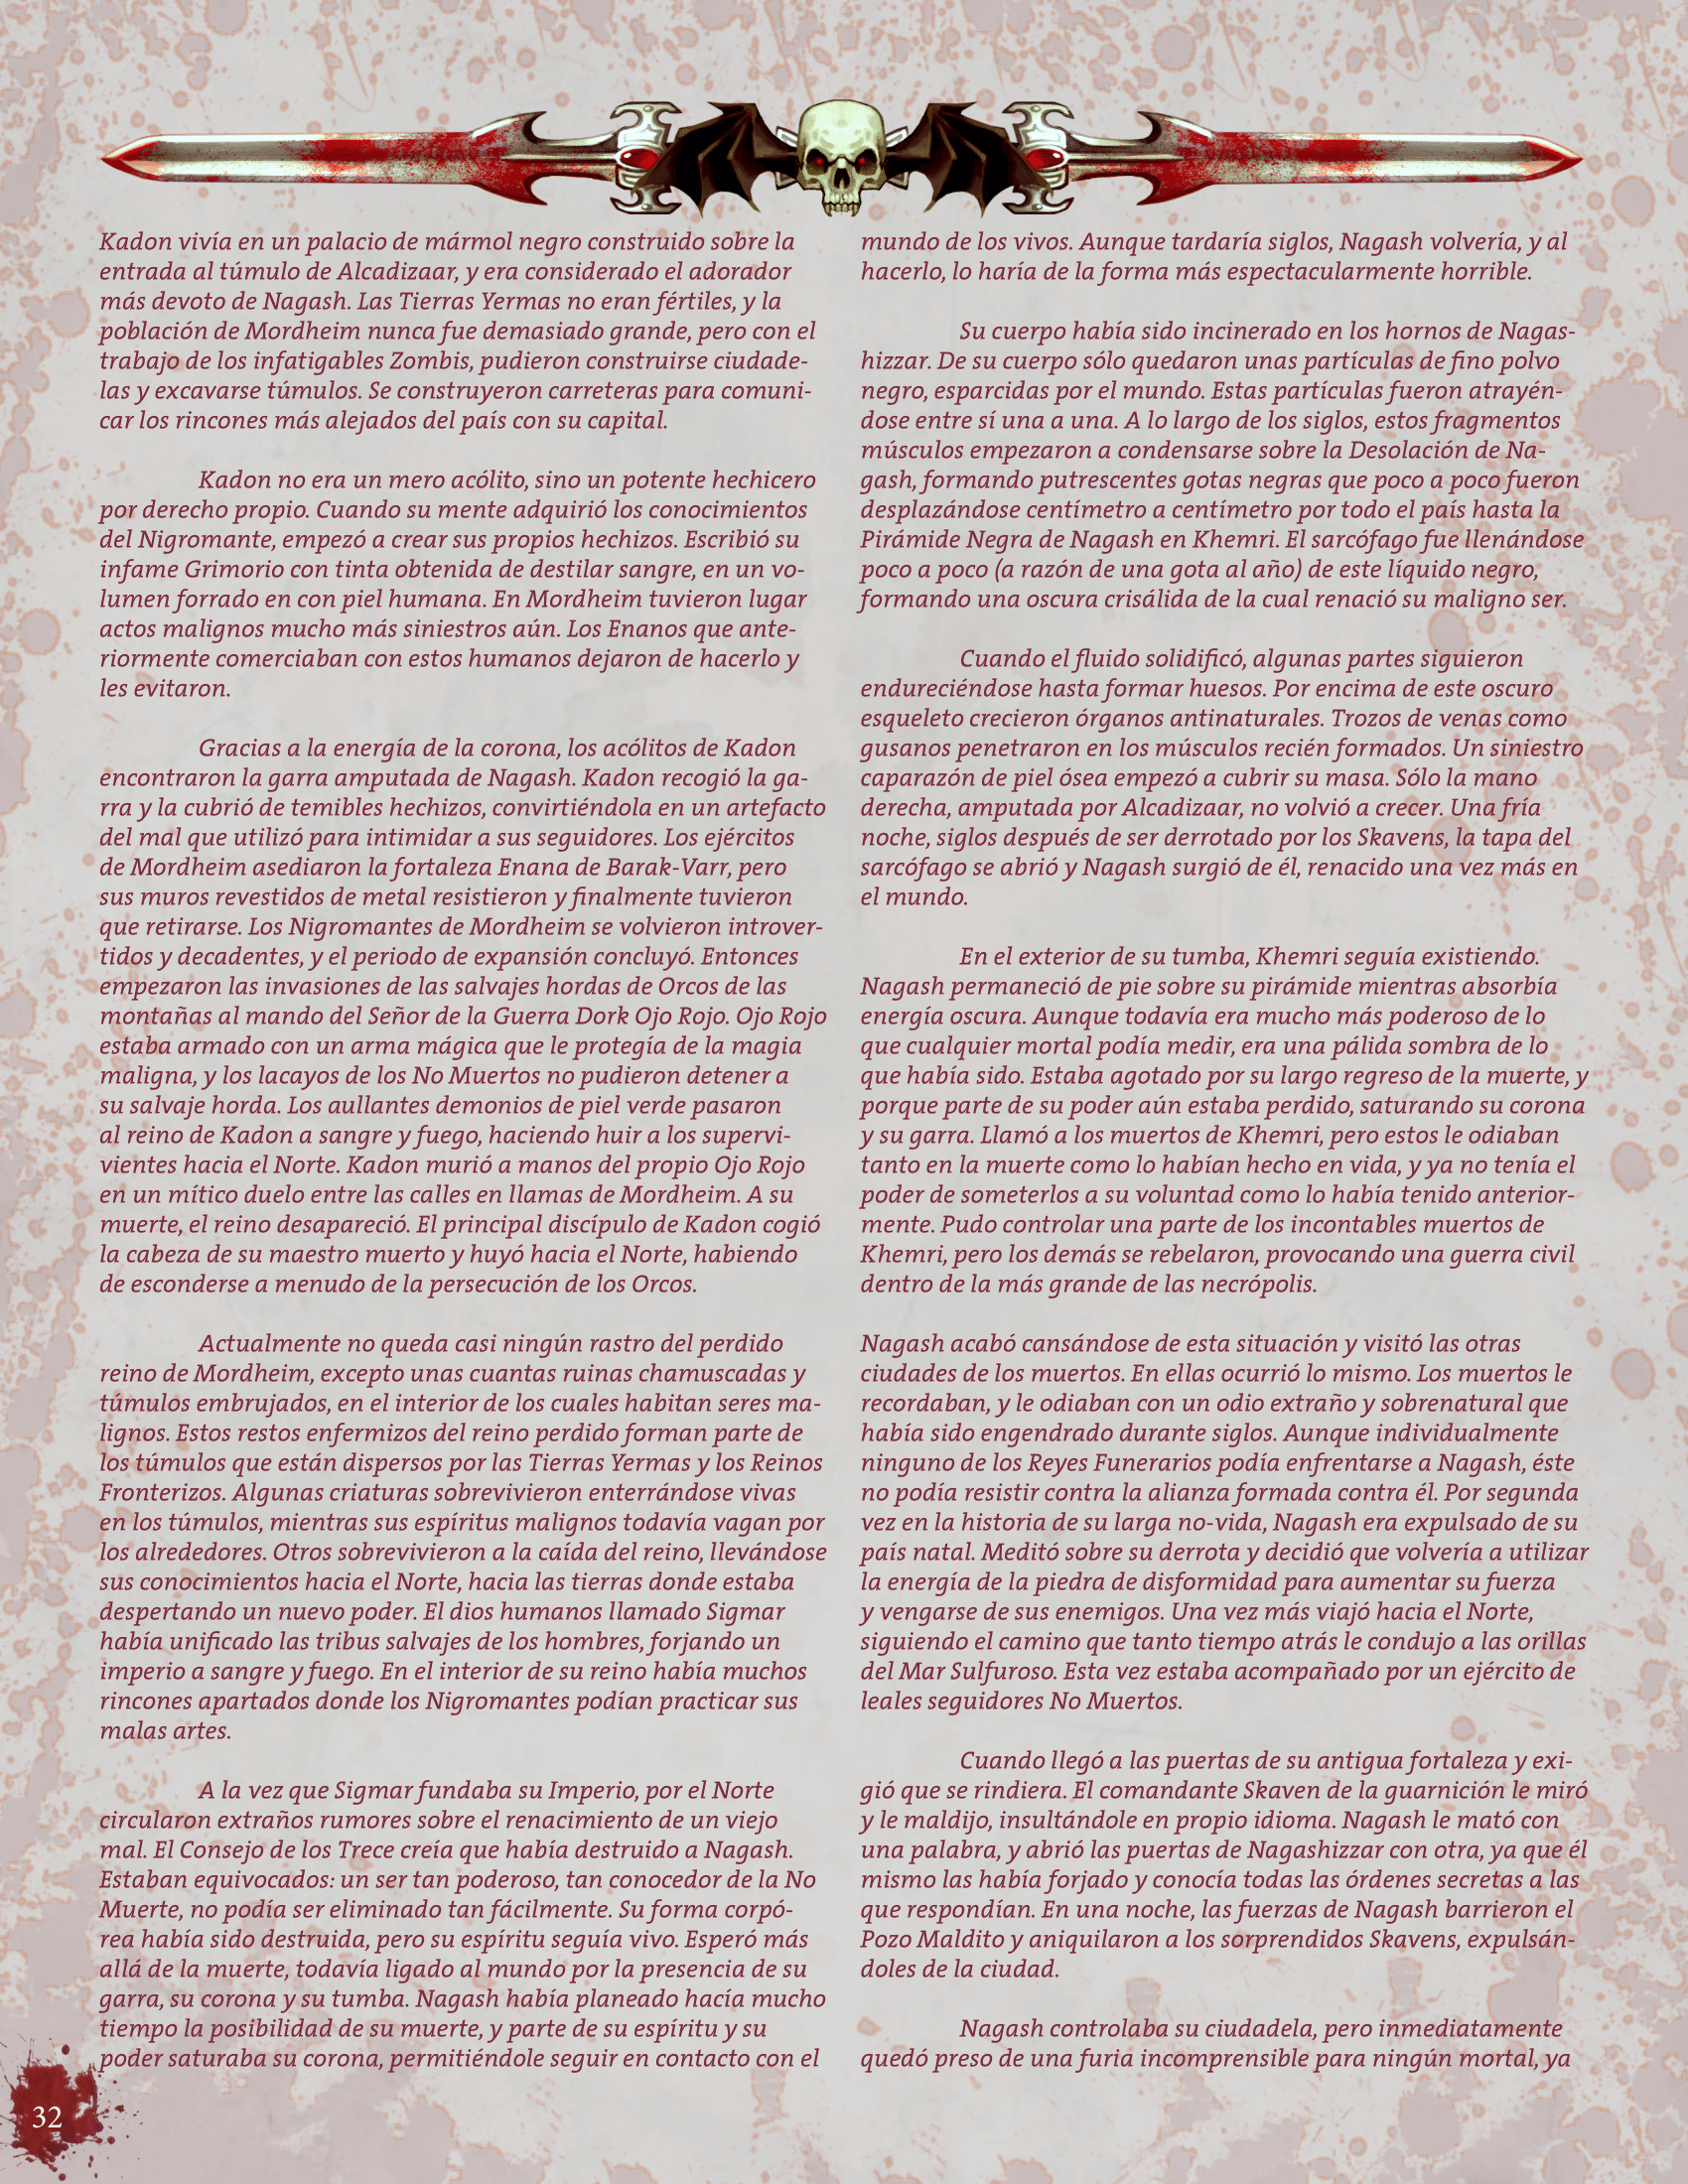 Kadon vivía en un palacio de mármol negro construido sobre la
entrada al túmulo de Alcadizaar, y era considerado el adorador
más devoto de Nagash. Las Tierras Yermas no eran fértiles, y la
población de Mordheim nunca fue demasiado grande, pero con el
trabajo de los infatigables Zombis, pudieron construirse ciudade-
las y excavarse túmulos. Se construyeron carreteras para comuni-
car los rincones más alejados del país con su capital.
Kadon no era un mero acólito, sino un potente hechicero
por derecho propio. Cuando su mente adquirió los conocimientos
del Nigromante, empezó a crear sus propios hechizos. Escribió su
infame Grimorio con tinta obtenida de destilar sangre, en un vo-
lumen forrado en con piel humana. En Mordheim tuvieron lugar
actos malignos mucho más siniestros aún. Los Enanos que ante-
riormente comerciaban con estos humanos dejaron de hacerlo y
les evitaron.
Gracias a la energía de la corona, los acólitos de Kadon
encontraron la garra amputada de Nagash. Kadon recogió la ga-
rra y la cubrió de temibles hechizos, convirtiéndola en un artefacto
del mal que utilizó para intimidar a sus seguidores. Los ejércitos
de Mordheim asediaron la fortaleza Enana de Barak-Varr, pero
sus muros revestidos de metal resistieron y finalmente tuvieron
que retirarse. Los Nigromantes de Mordheim se volvieron introver-
tidos y decadentes, y el periodo de expansión concluyó. Entonces
empezaron las invasiones de las salvajes hordas de Orcos de las
montañas al mando del Señor de la Guerra Dork Ojo Rojo. Ojo Rojo
estaba armado con un arma mágica que le protegía de la magia
maligna, y los lacayos de los No Muertos no pudieron detener a
su salvaje horda. Los aullantes demonios de piel verde pasaron
al reino de Kadon a sangre y fuego, haciendo huir a los supervi-
vientes hacia el Norte. Kadon murió a manos del propio Ojo Rojo
en un mítico duelo entre las calles en llamas de Mordheim. A su
muerte, el reino desapareció. El principal discípulo de Kadon cogió
la cabeza de su maestro muerto y huyó hacia el Norte, habiendo
de esconderse a menudo de la persecución de los Orcos.
Actualmente no queda casi ningún rastro del perdido
reino de Mordheim, excepto unas cuantas ruinas chamuscadas y
túmulos embrujados, en el interior de los cuales habitan seres ma-
lignos. Estos restos enfermizos del reino perdido forman parte de
los túmulos que están dispersos por las Tierras Yermas y los Reinos
Fronterizos. Algunas criaturas sobrevivieron enterrándose vivas
en los túmulos, mientras sus espíritus malignos todavía vagan por
los alrededores. Otros sobrevivieron a la caída del reino, llevándose
sus conocimientos hacia el Norte, hacia las tierras donde estaba
despertando un nuevo poder. El dios humanos llamado Sigmar
había unificado las tribus salvajes de los hombres, forjando un
imperio a sangre y fuego. En el interior de su reino había muchos
rincones apartados donde los Nigromantes podían practicar sus
malas artes.
A la vez que Sigmar fundaba su Imperio, por el Norte
circularon extraños rumores sobre el renacimiento de un viejo
mal. El Consejo de los Trece creía que había destruido a Nagash.
Estaban equivocados: un ser tan poderoso, tan conocedor de la No
Muerte, no podía ser eliminado tan fácilmente. Su forma corpó-
rea había sido destruida, pero su espíritu seguía vivo. Esperó más
allá de la muerte, todavía ligado al mundo por la presencia de su
garra, su corona y su tumba. Nagash había planeado hacía mucho
tiempo la posibilidad de su muerte, y parte de su espíritu y su
poder saturaba su corona, permitiéndole seguir en contacto con el
mundo de los vivos. Aunque tardaría siglos, Nagash volvería, y al
hacerlo, lo haría de la forma más espectacularmente horrible.
Su cuerpo había sido incinerado en los hornos de Nagas-
hizzar. De su cuerpo sólo quedaron unas partículas de fino polvo
negro, esparcidas por el mundo. Estas partículas fueron atrayén-
dose entre sí una a una. A lo largo de los siglos, estos fragmentos
músculos empezaron a condensarse sobre la Desolación de Na-
gash, formando putrescentes gotas negras que poco a poco fueron
desplazándose centímetro a centímetro por todo el país hasta la
Pirámide Negra de Nagash en Khemri. El sarcófago fue llenándose
poco a poco (a razón de una gota al año) de este líquido negro,
formando una oscura crisálida de la cual renació su maligno ser.
Cuando el fluido solidificó, algunas partes siguieron
endureciéndose hasta formar huesos. Por encima de este oscuro
esqueleto crecieron órganos antinaturales. Trozos de venas como
gusanos penetraron en los músculos recién formados. Un siniestro
caparazón de piel ósea empezó a cubrir su masa. Sólo la mano
derecha, amputada por Alcadizaar, no volvió a crecer. Una fría
noche, siglos después de ser derrotado por los Skavens, la tapa del
sarcófago se abrió y Nagash surgió de él, renacido una vez más en
el mundo.
En el exterior de su tumba, Khemri seguía existiendo.
Nagash permaneció de pie sobre su pirámide mientras absorbía
energía oscura. Aunque todavía era mucho más poderoso de lo
que cualquier mortal podía medir, era una pálida sombra de lo
que había sido. Estaba agotado por su largo regreso de la muerte, y
porque parte de su poder aún estaba perdido, saturando su corona
y su garra. Llamó a los muertos de Khemri, pero estos le odiaban
tanto en la muerte como lo habían hecho en vida, y ya no tenía el
poder de someterlos a su voluntad como lo había tenido anterior-
mente. Pudo controlar una parte de los incontables muertos de
Khemri, pero los demás se rebelaron, provocando una guerra civil
dentro de la más grande de las necrópolis.
Nagash acabó cansándose de esta situación y visitó las otras
ciudades de los muertos. En ellas ocurrió lo mismo. Los muertos le
recordaban, y le odiaban con un odio extraño y sobrenatural que
había sido engendrado durante siglos. Aunque individualmente
ninguno de los Reyes Funerarios podía enfrentarse a Nagash, éste
no podía resistir contra la alianza formada contra él. Por segunda
vez en la historia de su larga no-vida, Nagash era expulsado de su
país natal. Meditó sobre su derrota y decidió que volvería a utilizar
la energía de la piedra de disformidad para aumentar su fuerza
y vengarse de sus enemigos. Una vez más viajó hacia el Norte,
siguiendo el camino que tanto tiempo atrás le condujo a las orillas
del Mar Sulfuroso. Esta vez estaba acompañado por un ejército de
leales seguidores No Muertos.
Cuando llegó a las puertas de su antigua fortaleza y exi-
gió que se rindiera. El comandante Skaven de la guarnición le miró
y le maldijo, insultándole en propio idioma. Nagash le mató con
una palabra, y abrió las puertas de Nagashizzar con otra, ya que él
mismo las había forjado y conocía todas las órdenes secretas a las
que respondían. En una noche, las fuerzas de Nagash barrieron el
Pozo Maldito y aniquilaron a los sorprendidos Skavens, expulsán-
doles de la ciudad.
Nagash controlaba su ciudadela, pero inmediatamente
quedó preso de una furia incomprensible para ningún mortal, ya
32